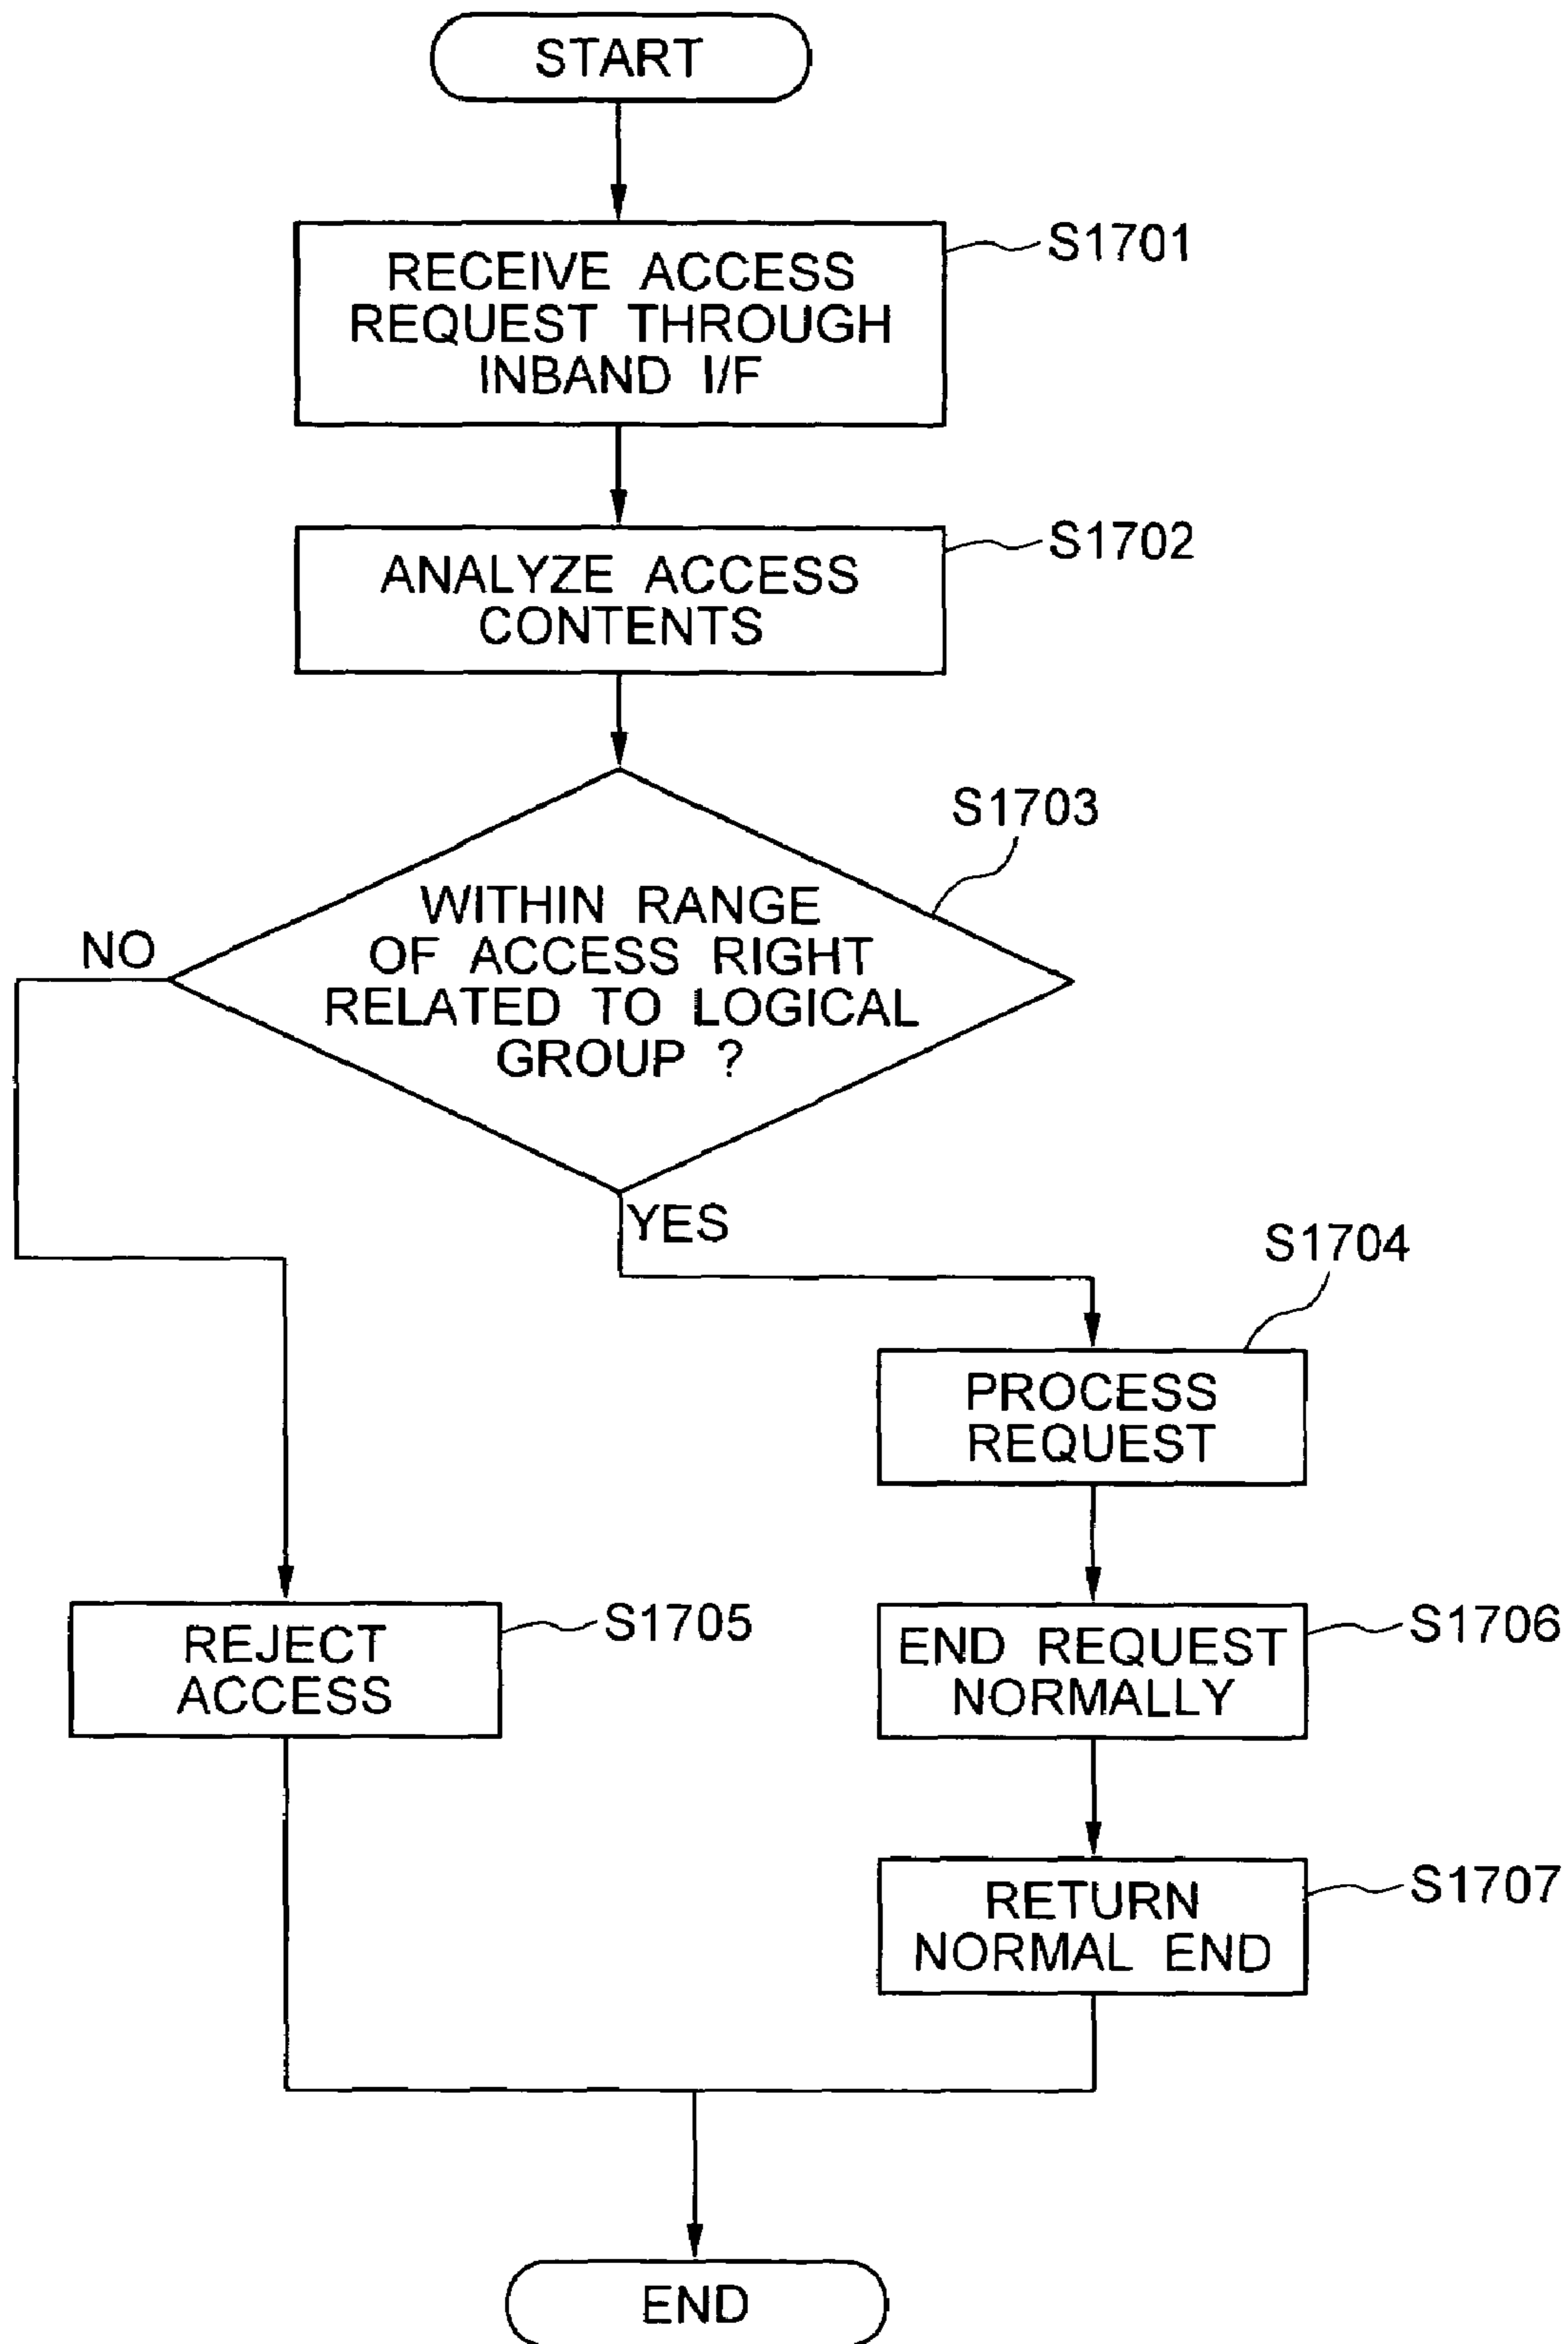 START
RECEIVE ACCESS
REQUEST THROUGH
INBAND I/F
S1701
ANALYZE ACCESS
CONTENTS
S1702
S1703
WITHIN RANGE
OF ACCESS RIGHT
RELATED TO LOGICAL
GROUP ?
NO
YES
S1704
PROCESS
REQUEST
REJECT
ACCESS
S1705
END REQUEST
NORMALLY
S1706
RETURN
NORMAL END
S1707
END